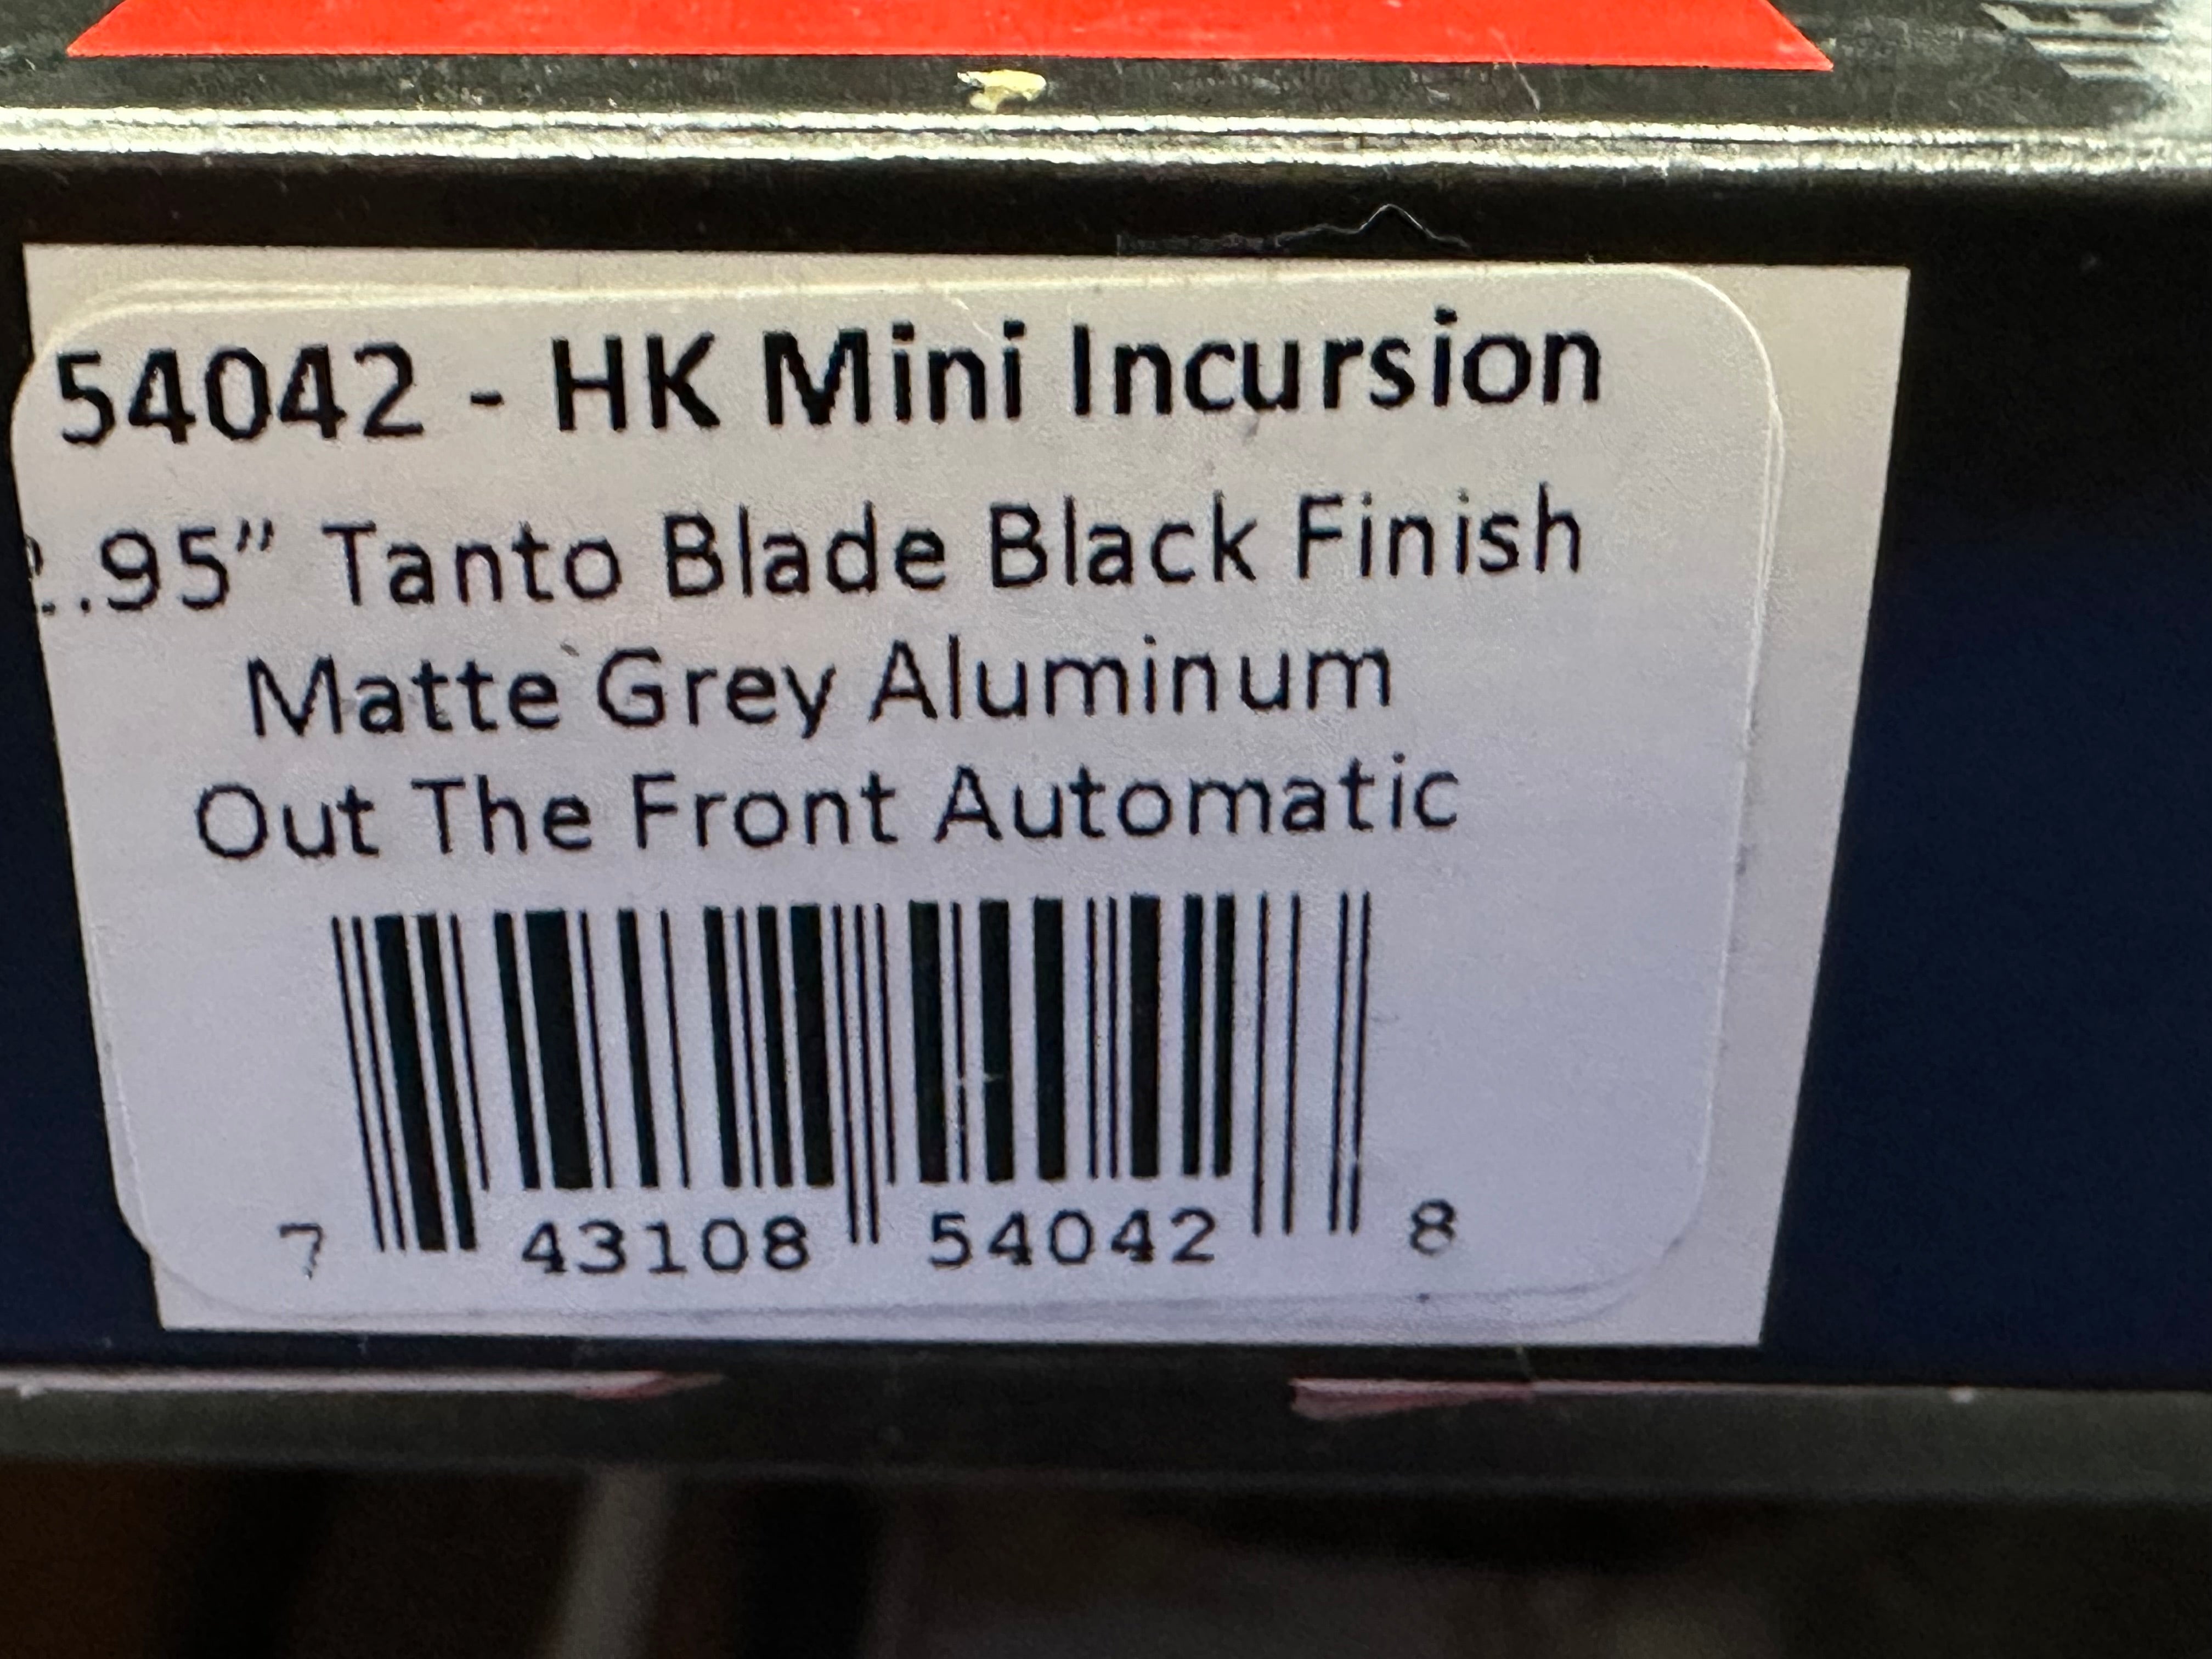 54042 - HK Mini Incursion
2.95” Tanto Blade Black Finish
Matte Grey Aluminum
Out The Front Automatic
7 43108 54042 8